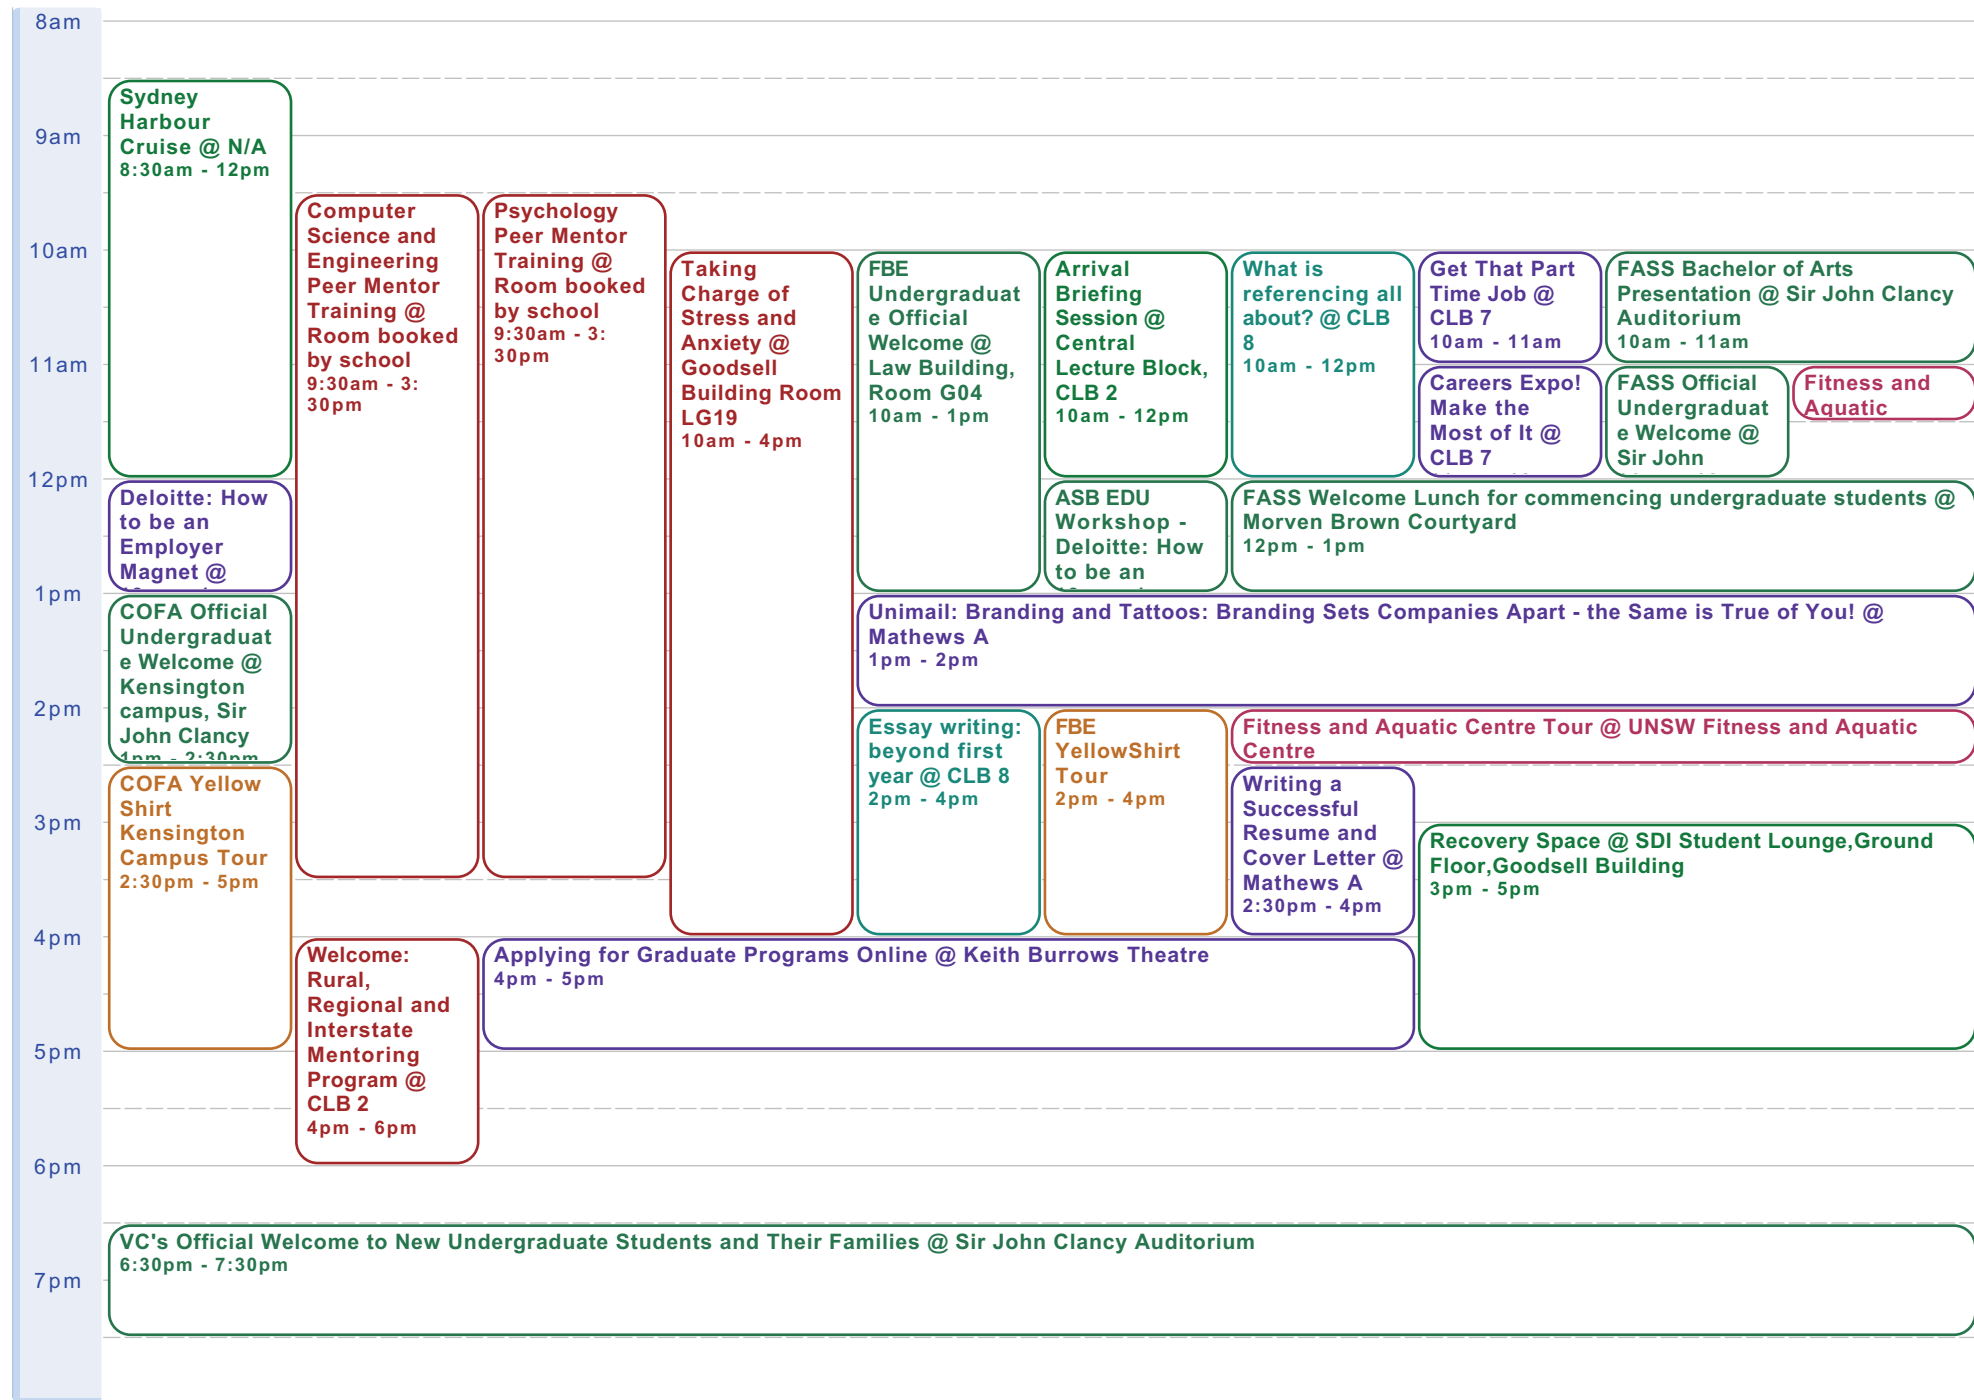 8am
9am
10am
11am
12pm
1pm
2pm
3pm
4pm
5pm
6pm
7pm
Sydney
Harbour
Cruise @ N/A
8:30am - 12pm
Deloitte: How
to be an
Employer
Magnet @
COFA Official
Undergraduat
e Welcome @
Kensington
campus, Sir
John Clancy
1pm - 2:30pm
COFA Yellow
Shirt
Kensington
Campus Tour
2:30pm - 5pm
Computer
Science and
Engineering
Peer Mentor
Training @
Room booked
by school
9:30am - 3:
30pm
Welcome:
Rural,
Regional and
Interstate
Mentoring
Program @
CLB 2
4pm - 6pm
Psychology
Peer Mentor
Training @
Room booked
by school
9:30am - 3:
30pm
Taking
Charge of
Stress and
Anxiety @
Goodsell
Building Room
LG19
10am - 4pm
FBE
Undergraduat
e Official
Welcome @
Law Building,
Room G04
10am - 1pm
Arrival
Briefing
Session @
Central
Lecture Block,
CLB 2
10am - 12pm
What is
referencing all
about? @ CLB
8
10am - 12pm
Get That Part
Time Job @
CLB 7
10am - 11am
FASS Bachelor of Arts
Presentation @ Sir John Clancy
Auditorium
10am - 11am
Careers Expo!
Make the
Most of It @
CLB 7
FASS Official
Undergraduat
e Welcome @
Sir John
Fitness and
Aquatic
ASB EDU
Workshop -
Deloitte: How
to be an
FASS Welcome Lunch for commencing undergraduate students @
Morven Brown Courtyard
12pm - 1pm
Unimail: Branding and Tattoos: Branding Sets Companies Apart - the Same is True of You! @
Mathews A
1pm - 2pm
Essay writing:
beyond first
year @ CLB 8
2pm - 4pm
FBE
YellowShirt
Tour
2pm - 4pm
Fitness and Aquatic Centre Tour @ UNSW Fitness and Aquatic
Centre
Writing a
Successful
Resume and
Cover Letter @
Mathews A
2:30pm - 4pm
Recovery Space @ SDI Student Lounge,Ground
Floor,Goodsell Building
3pm - 5pm
Applying for Graduate Programs Online @ Keith Burrows Theatre
4pm - 5pm
VC's Official Welcome to New Undergraduate Students and Their Families @ Sir John Clancy Auditorium
6:30pm - 7:30pm